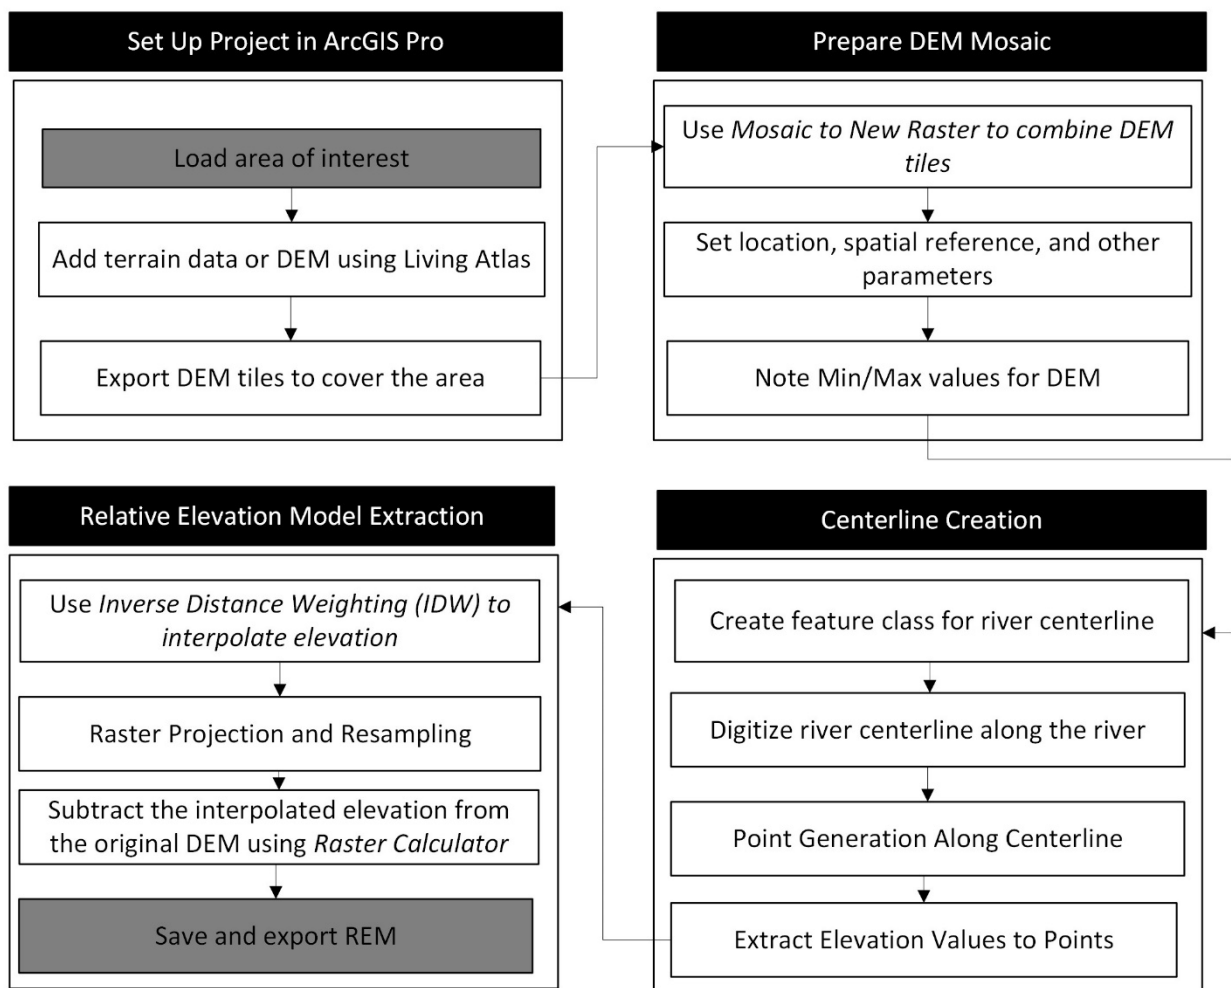 Set Up Project in ArcGIS Pro
Load area of interest
Add terrain data or DEM using Living Atlas
Export DEM tiles to cover the area
Prepare DEM Mosaic
Use Mosaic to New Raster to combine DEM
tiles
Set location, spatial reference, and other
parameters
Note Min/Max values for DEM
Centerline Creation
Create feature class for river centerline
Digitize river centerline along the river
Point Generation Along Centerline
Extract Elevation Values to Points
Relative Elevation Model Extraction
Use Inverse Distance Weighting (IDW) to
interpolate elevation
Raster Projection and Resampling
Subtract the interpolated elevation from
the original DEM using Raster Calculator
Save and export REM